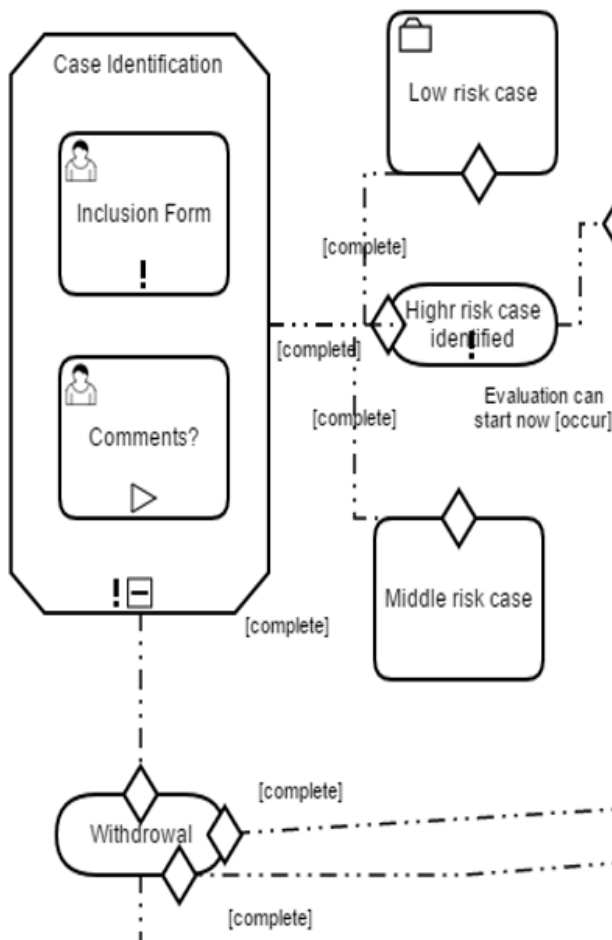 Case Identification
Low risk case
Inclusion Form
[complete]
Highr risk case
identified
[complete]
Evaluation can
start now [occur]
[complete]
Comments?
Middle risk case
[complete]
[complete]
Withdrowal
[complete]